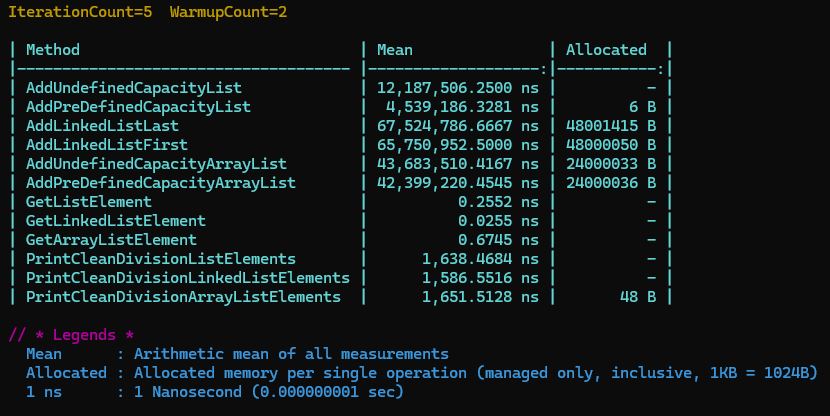 IterationCount=5  WarmupCount=2
| Method                              | Mean               | Allocated  |
|------------------------------------ |-------------------:|-----------:|
| AddUndefinedCapacityList            | 12,187,506.2500 ns |          - |
| AddPreDefinedCapacityList           |  4,539,186.3281 ns |        6 B |
| AddLinkedListLast                   | 67,524,786.6667 ns | 48001415 B |
| AddLinkedListFirst                  | 65,750,952.5000 ns | 48000050 B |
| AddUndefinedCapacityArrayList       | 43,683,510.4167 ns | 24000033 B |
| AddPreDefinedCapacityArrayList      | 42,399,220.4545 ns | 24000036 B |
| GetListElement                      |          0.2552 ns |          - |
| GetLinkedListElement                |          0.0255 ns |          - |
| GetArrayListElement                 |          0.6745 ns |          - |
| PrintCleanDivisionListElements      |      1,638.4684 ns |          - |
| PrintCleanDivisionLinkedListElements |      1,586.5516 ns |          - |
| PrintCleanDivisionArrayListElements |      1,651.5128 ns |       48 B |
// * Legends *
  Mean      : Arithmetic mean of all measurements
  Allocated : Allocated memory per single operation (managed only, inclusive, 1KB = 1024B)
  1 ns      : 1 Nanosecond (0.000000001 sec)